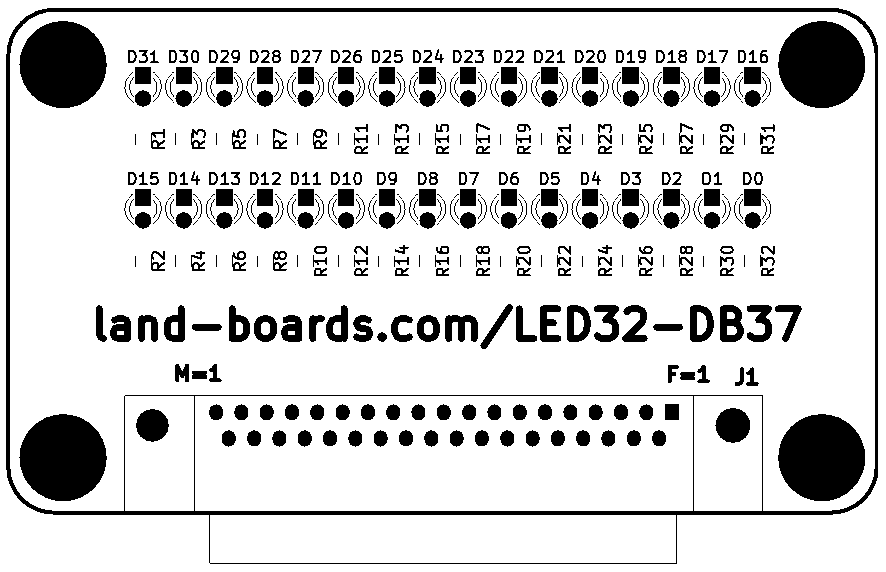 D31 D30 D29 D28 D27 D26 D25 D24 D23 D22 D21 D20 D19 D18 D17 D16
R1 R3 R5 R7 R9 R11 R13 R15 R17 R19 R21 R23 R25 R27 R29 R31
D15 D14 D13 D12 D11 D10 D9 D8 D7 D6 D5 D4 D3 D2 D1 D0
R2 R4 R6 R8 R10 R12 R14 R16 R18 R20 R22 R24 R26 R28 R30 R32
land-boards.com/LED32-DB37
M=1 F=1 J1